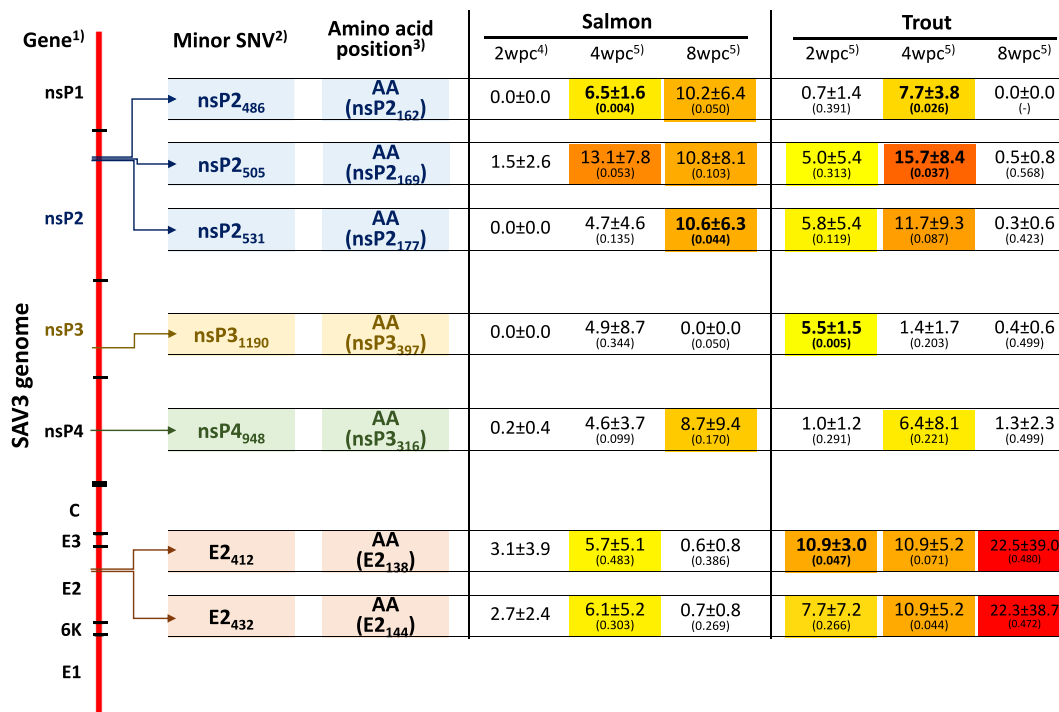 Gene1) Minor SNV2) Amino acid position3) Salmon Trout
2wpc4) 4wpc5) 8wpc5) 2wpc5) 4wpc5) 8wpc5)
SAV3 genome
nsP1
nsP2486 AA (nsP2162) 0.0±0.0 6.5±1.6 (0.004) 10.2±6.4 (0.050) 0.7±1.4 (0.391) 7.7±3.8 (0.026) 0.0±0.0 (-)
nsP2505 AA (nsP2169) 1.5±2.6 13.1±7.8 (0.053) 10.8±8.1 (0.103) 5.0±5.4 (0.313) 15.7±8.4 (0.037) 0.5±0.8 (0.568)
nsP2
nsP2531 AA (nsP2177) 0.0±0.0 4.7±4.6 (0.135) 10.6±6.3 (0.044) 5.8±5.4 (0.119) 11.7±9.3 (0.087) 0.3±0.6 (0.423)
nsP3
nsP31190 AA (nsP3397) 0.0±0.0 4.9±8.7 (0.344) 0.0±0.0 (0.050) 5.5±1.5 (0.005) 1.4±1.7 (0.203) 0.4±0.6 (0.499)
nsP4
nsP4948 AA (nsP3316) 0.2±0.4 4.6±3.7 (0.099) 8.7±9.4 (0.170) 1.0±1.2 (0.291) 6.4±8.1 (0.221) 1.3±2.3 (0.499)
C
E3
E2412 AA (E2138) 3.1±3.9 5.7±5.1 (0.483) 0.6±0.8 (0.386) 10.9±3.0 (0.047) 10.9±5.2 (0.071) 22.5±39.0 (0.480)
E2
E2432 AA (E2144) 2.7±2.4 6.1±5.2 (0.303) 0.7±0.8 (0.269) 7.7±7.2 (0.266) 10.9±5.2 (0.044) 22.3±38.7 (0.472)
6K
E1